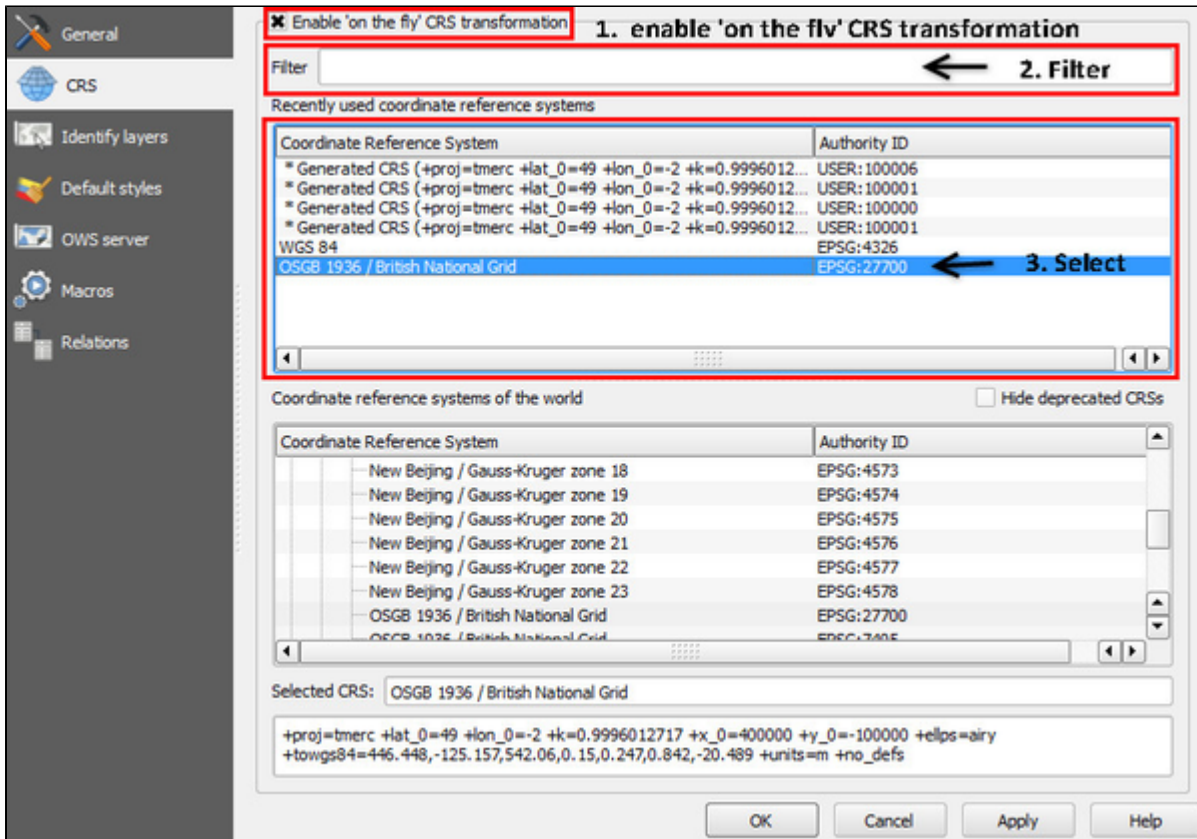 General
CRS
Identify layers
Default styles
OWS server
Macros
Relations
Enable 'on the fly' CRS transformation
1. enable 'on the fly' CRS transformation
Filter
2. Filter
Recently used coordinate reference systems
Coordinate Reference System Authority ID
* Generated CRS (+proj=tmerc +lat_0=49 +lon_0=-2 +k=0.9996012... USER:100006
* Generated CRS (+proj=tmerc +lat_0=49 +lon_0=-2 +k=0.9996012... USER:100001
* Generated CRS (+proj=tmerc +lat_0=49 +lon_0=-2 +k=0.9996012... USER:100000
* Generated CRS (+proj=tmerc +lat_0=49 +lon_0=-2 +k=0.9996012... USER:100001
WGS 84 EPSG:4326
OSGB 1936 / British National Grid EPSG:27700 3. Select
Coordinate reference systems of the world Hide deprecated CRSs
Coordinate Reference System Authority ID
New Beijing / Gauss-Kruger zone 18 EPSG:4573
New Beijing / Gauss-Kruger zone 19 EPSG:4574
New Beijing / Gauss-Kruger zone 20 EPSG:4575
New Beijing / Gauss-Kruger zone 21 EPSG:4576
New Beijing / Gauss-Kruger zone 22 EPSG:4577
New Beijing / Gauss-Kruger zone 23 EPSG:4578
OSGB 1936 / British National Grid EPSG:27700
OSGB 1936 / British National Grid EPSG:7405
Selected CRS: OSGB 1936 / British National Grid
+proj=tmerc +lat_0=49 +lon_0=-2 +k=0.9996012717 +x_0=400000 +y_0=-100000 +ellps=airy
+towgs84=446.448,-125.157,542.06,0.15,0.247,0.842,-20.489 +units=m +no_defs
OK Cancel Apply Help